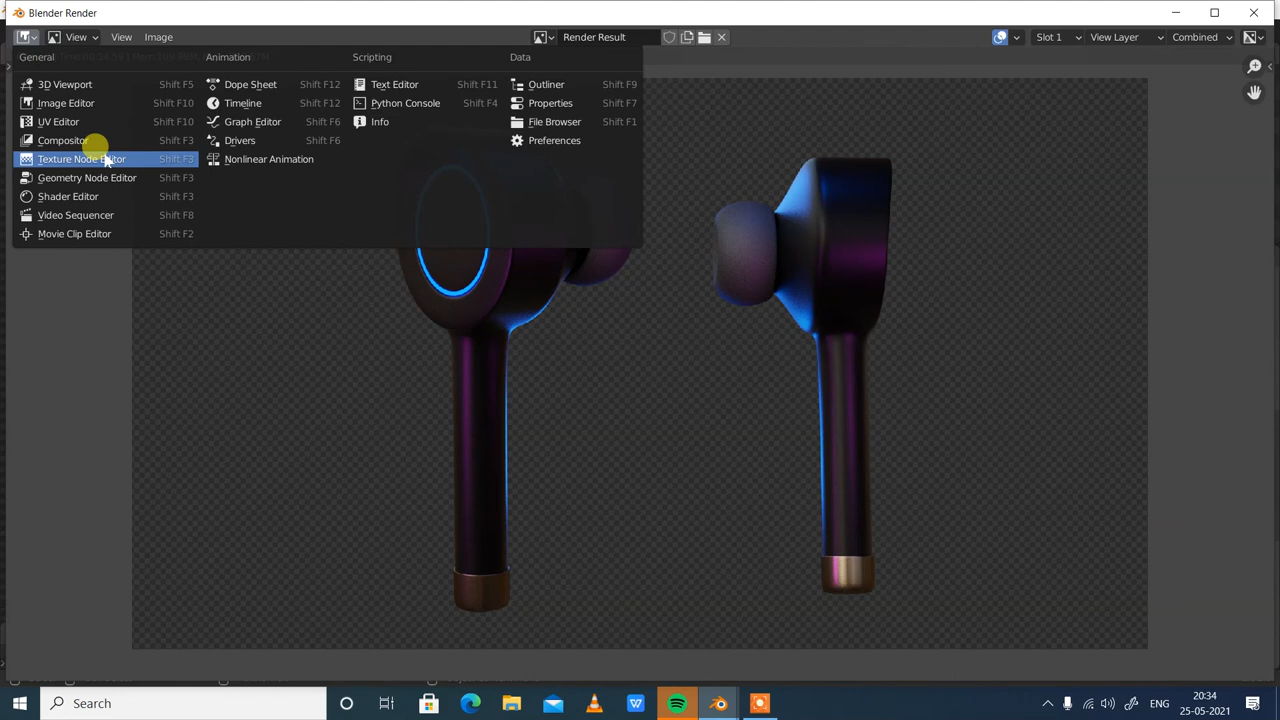 Blender Render
View View Image Render Result Slot 1 View Layer Combined
General Animation Scripting Data
3D Viewport Shift F5 Dope Sheet Shift F12 Text Editor Shift F11 Outliner Shift F9
Image Editor Shift F10 Timeline Shift F12 Python Console Shift F4 Properties Shift F7
UV Editor Shift F10 Graph Editor Shift F6 Info File Browser Shift F1
Compositor Shift F3 Drivers Shift F6 Preferences
Texture Node Editor Shift F3 Nonlinear Animation
Geometry Node Editor Shift F3
Shader Editor Shift F3
Video Sequencer Shift F8
Movie Clip Editor Shift F2
Search ENG 20:34
25-05-2021